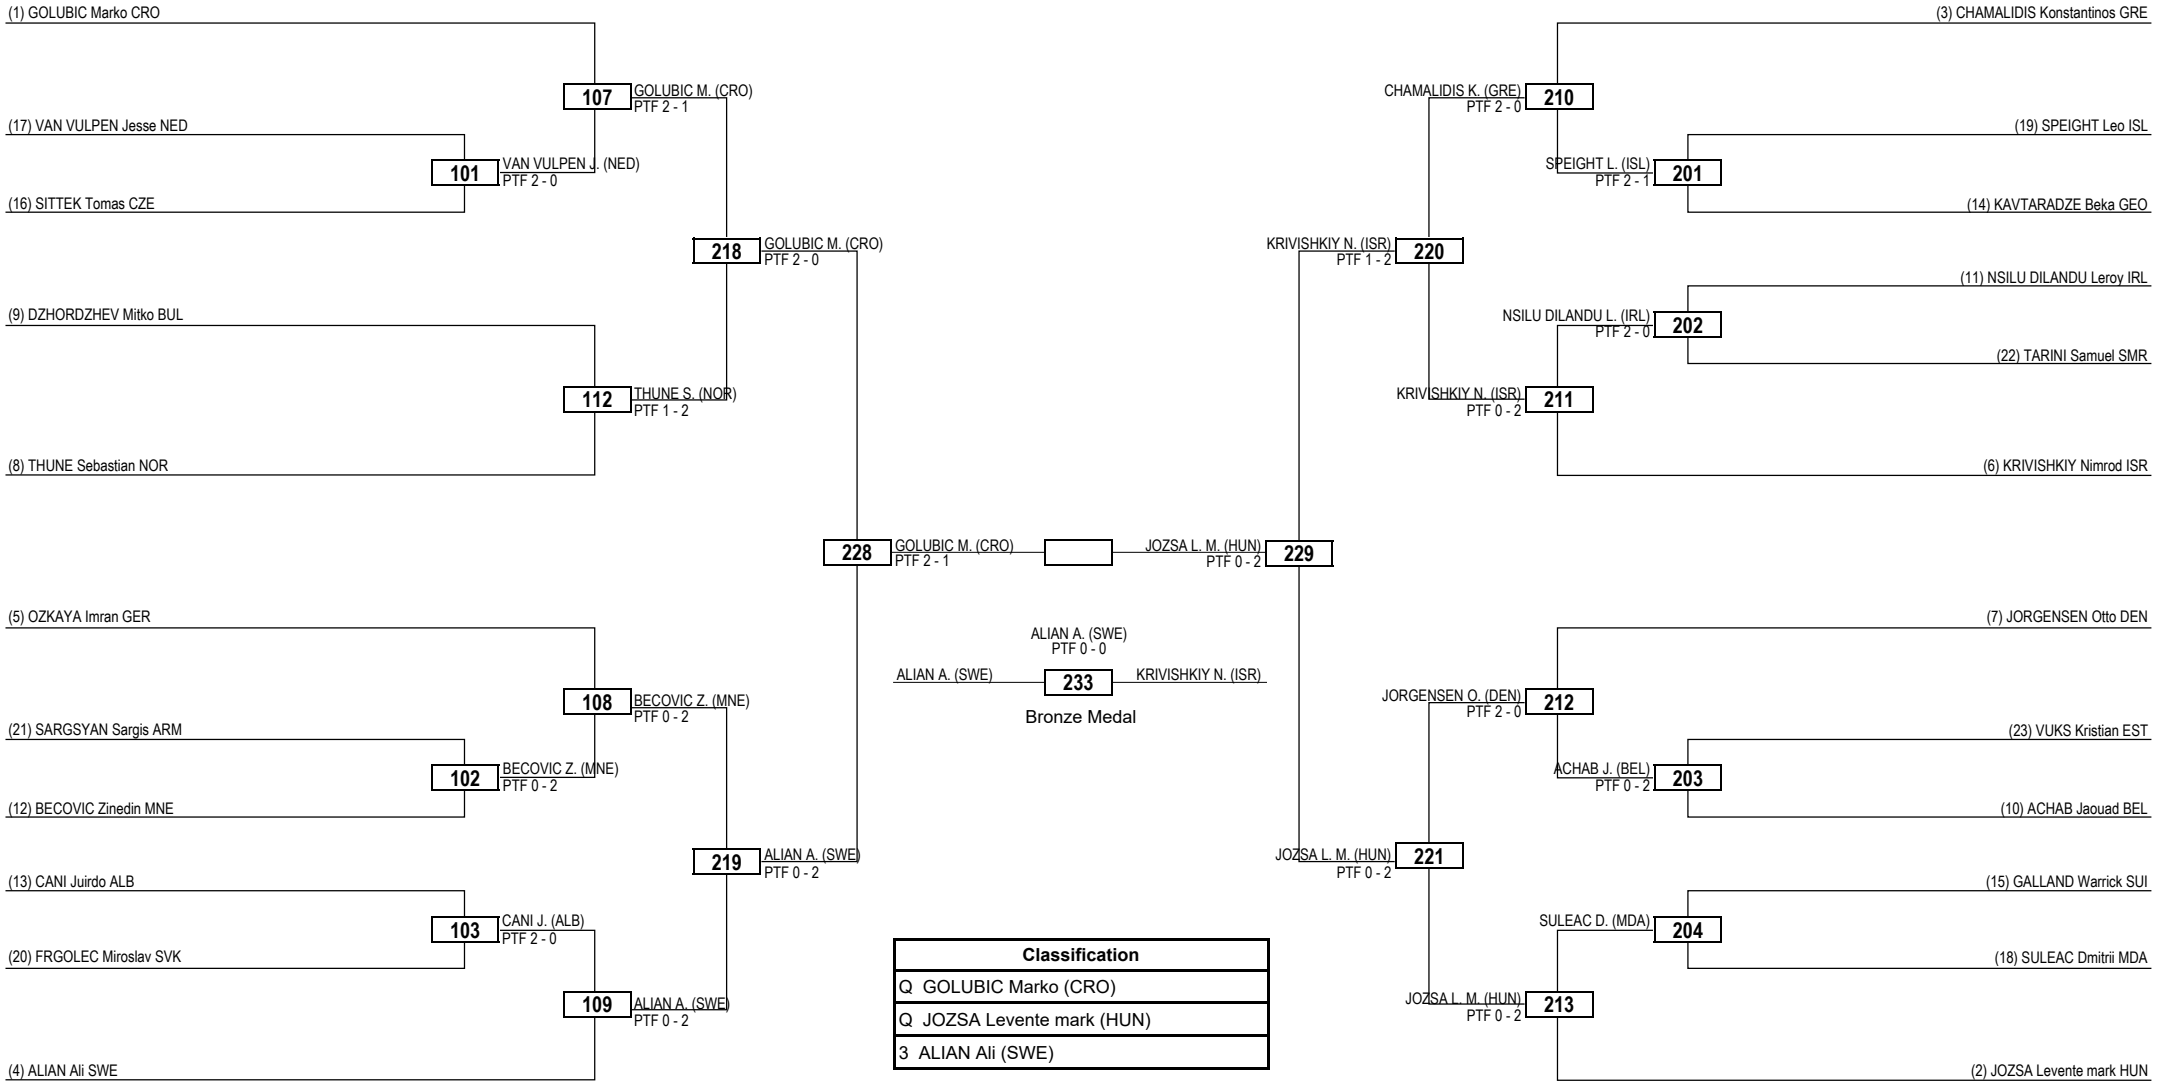 (1) GOLUBIC Marko CRO
107
GOLUBIC M. (CRO)
PTF 2 - 1
(17) VAN VULPEN Jesse NED
101
VAN VULPEN J. (NED)
PTF 2 - 0
(16) SITTEK Tomas CZE
218
GOLUBIC M. (CRO)
PTF 2 - 0
(9) DZHORDZHEV Mitko BUL
112
THUNE S. (NOR)
PTF 1 - 2
(8) THUNE Sebastian NOR
228
GOLUBIC M. (CRO)
PTF 2 - 1
(5) OZKAYA Imran GER
108
BECOVIC Z. (MNE)
PTF 0 - 2
(21) SARGSYAN Sargis ARM
102
BECOVIC Z. (MNE)
PTF 0 - 2
(12) BECOVIC Zinedin MNE
219
ALIAN A. (SWE)
PTF 0 - 2
(13) CANI Juirdo ALB
103
CANI J. (ALB)
PTF 2 - 0
(20) FRGOLEC Miroslav SVK
109
ALIAN A. (SWE)
PTF 0 - 2
(4) ALIAN Ali SWE
(3) CHAMALIDIS Konstantinos GRE
CHAMALIDIS K. (GRE)
PTF 2 - 0
210
(19) SPEIGHT Leo ISL
SPEIGHT L. (ISL)
PTF 2 - 1
201
(14) KAVTARADZE Beka GEO
KRIVISHKIY N. (ISR)
PTF 1 - 2
220
(11) NSILU DILANDU Leroy IRL
NSILU DILANDU L. (IRL)
PTF 2 - 0
202
(22) TARINI Samuel SMR
KRIVISHKIY N. (ISR)
PTF 0 - 2
211
(6) KRIVISHKIY Nimrod ISR
JOZSA L. M. (HUN)
PTF 0 - 2
229
(7) JORGENSEN Otto DEN
JORGENSEN O. (DEN)
PTF 2 - 0
212
(23) VUKS Kristian EST
ACHAB J. (BEL)
PTF 0 - 2
203
(10) ACHAB Jaouad BEL
JOZSA L. M. (HUN)
PTF 0 - 2
221
(15) GALLAND Warrick SUI
SULEAC D. (MDA)
204
(18) SULEAC Dmitrii MDA
JOZSA L. M. (HUN)
PTF 0 - 2
213
(2) JOZSA Levente mark HUN
ALIAN A. (SWE)
PTF 0 - 0
ALIAN A. (SWE)
233
KRIVISHKIY N. (ISR)
Bronze Medal
Classification
Q GOLUBIC Marko (CRO)
Q JOZSA Levente mark (HUN)
3 ALIAN Ali (SWE)